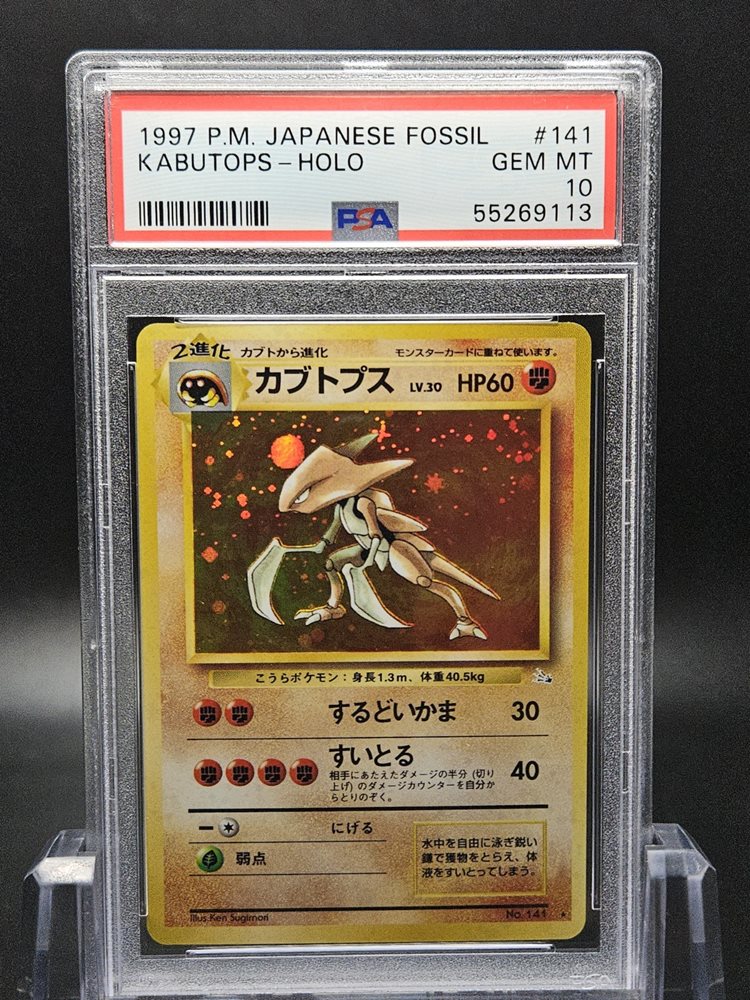 1997 P.M. JAPANESE FOSSIL #141
KABUTOPS - HOLO GEM MT
10
PSA 55269113
2進化 カブトから進化 モンスターカードに重ねて使います。
カブトプス LV.30 HP60
こうらポケモン：身長1.3m、体重40.5kg
するどいかま 30
すいとる 40
相手にあたえたダメージの半分 (切り
上げ) のダメージカウンターを自分か
らとりのぞく。
ー にげる
弱点
水中を自由に泳ぎ鋭い
鎌で獲物をとらえ、体
液をすいとってしまう。
Illus.Ken Sugimori No. 141